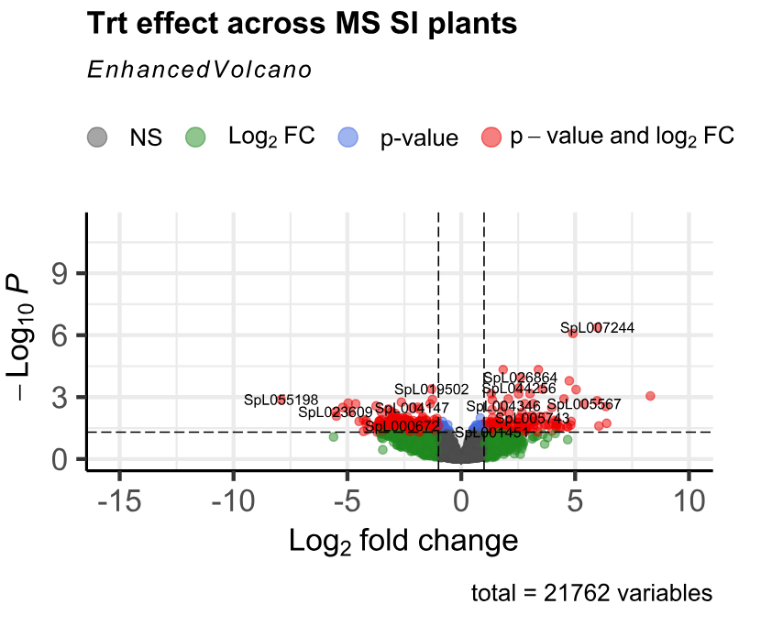 Trt effect across MS SI plants
EnhancedVolcano
NS Log2 FC p-value p – value and log2 FC
– Log10 P
9
6
3
0
SpL007244
SpL026864
SpL019502
SpL044256
SpL055198
SpL004147
SpL004346
SpL005567
SpL023609
SpL005743
SpL000672
SpL001451
-15 -10 -5 0 5 10
Log2 fold change
total = 21762 variables